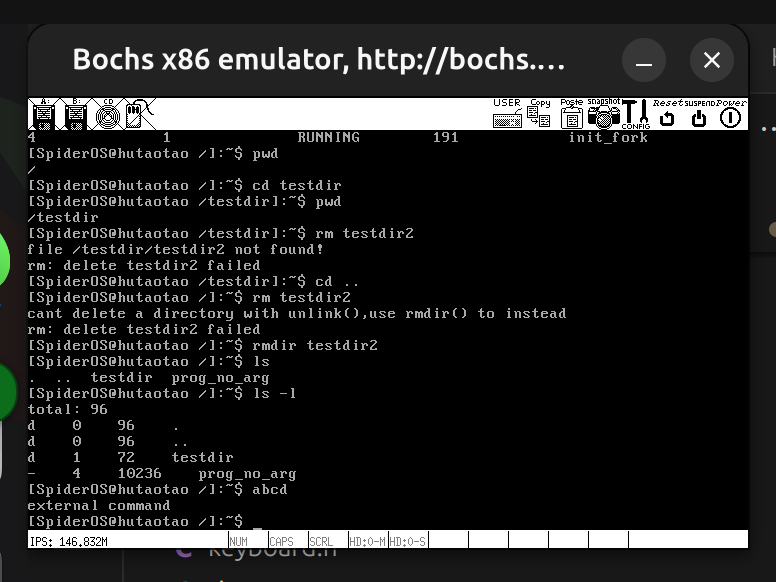 Bochs x86 emulator, http://bochs....
A: B: CD USER Copy Paste snapshot CONFIG Reset SUSPEND Power
4 1 RUNNING 191 init_fork
[SpiderOS@hutaotao /]:~$ pwd
/
[SpiderOS@hutaotao /]:~$ cd testdir
[SpiderOS@hutaotao /testdir]:~$ pwd
/testdir
[SpiderOS@hutaotao /testdir]:~$ rm testdir2
file /testdir/testdir2 not found!
rm: delete testdir2 failed
[SpiderOS@hutaotao /testdir]:~$ cd ..
[SpiderOS@hutaotao /]:~$ rm testdir2
cant delete a directory with unlink(),use rmdir() to instead
rm: delete testdir2 failed
[SpiderOS@hutaotao /]:~$ rmdir testdir2
[SpiderOS@hutaotao /]:~$ ls
. .. testdir prog_no_arg
[SpiderOS@hutaotao /]:~$ ls -l
total: 96
d 0 96 .
d 0 96 ..
d 1 72 testdir
- 4 10236 prog_no_arg
[SpiderOS@hutaotao /]:~$ abcd
external command
[SpiderOS@hutaotao /]:~$ _
IPS: 146.832M NUM CAPS SCRL HD:0-M HD:0-S
keyboard.h